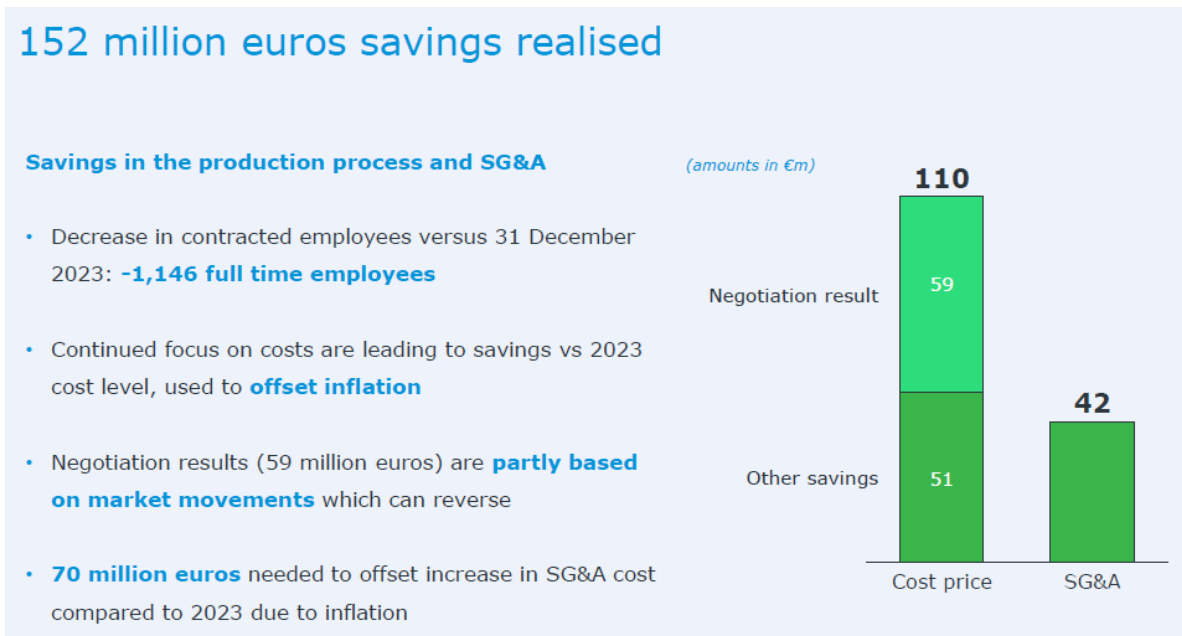 152 million euros savings realised
Savings in the production process and SG&A
• Decrease in contracted employees versus 31 December
2023: -1,146 full time employees
• Continued focus on costs are leading to savings vs 2023
cost level, used to offset inflation
• Negotiation results (59 million euros) are partly based
on market movements which can reverse
• 70 million euros needed to offset increase in SG&A cost
compared to 2023 due to inflation
(amounts in €m)
110
Negotiation result
59
42
Other savings
51
Cost price
SG&A